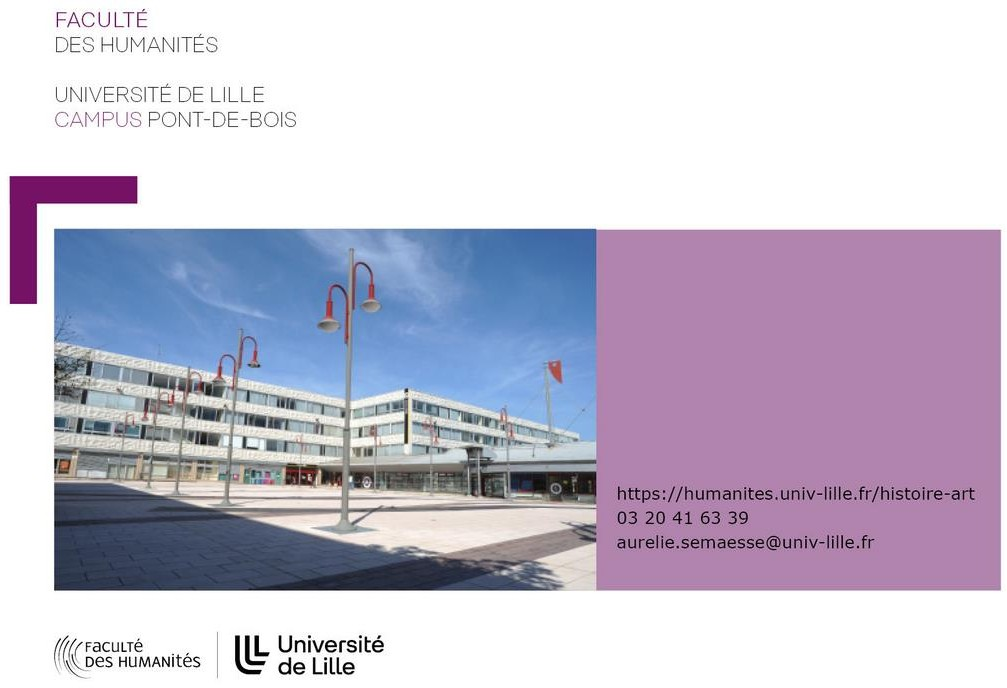 FACULTÉ
DES HUMANITÉS
UNIVERSITÉ DE LILLE
CAMPUS PONT-DE-BOIS
https://humanites.univ-lille.fr/histoire-art
03 20 41 63 39
aurelie.semaesse@univ-lille.fr
FACULTÉ
DES HUMANITÉS
Université
de Lille